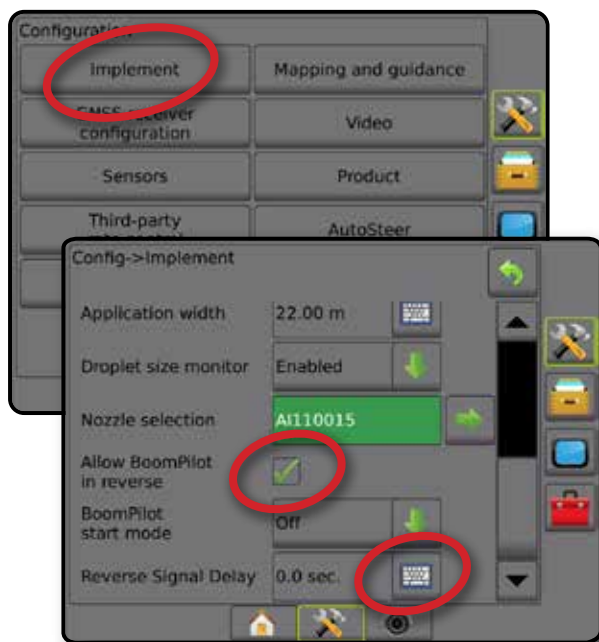 Configuration
Implement
Mapping and guidance
GNSS receiver
configuration
Video
Sensors
Product
Third-party
AutoSteer
Config->Implement
Application width
22.00 m
Droplet size monitor
Enabled
Nozzle selection
AI110015
Allow BoomPilot
in reverse
BoomPilot
start mode
Off
Reverse Signal Delay
0.0 sec.